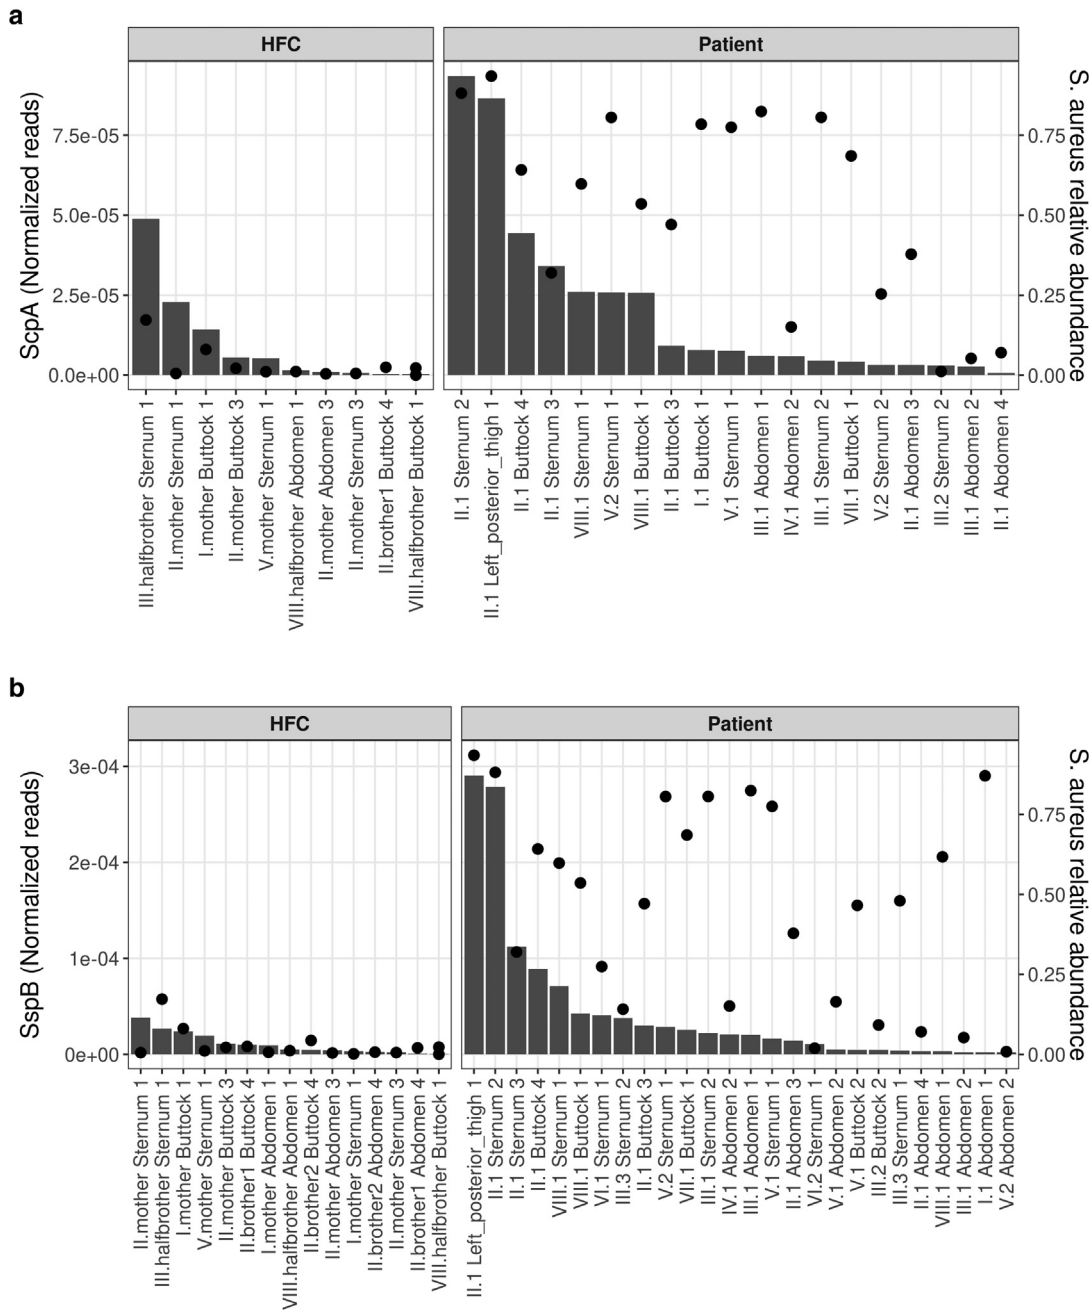 a
HFC
Patient
ScpA (Normalized reads)
7.5e-05
5.0e-05
2.5e-05
0.0e+00
S. aureus relative abundance
0.75
0.50
0.25
0.00
III.halfbrother Sternum 1
II.mother Sternum 1
I.mother Buttock 1
II.mother Buttock 3
V.mother Sternum 1
VIII.halfbrother Abdomen 1
II.mother Abdomen 3
II.mother Sternum 3
II.brother1 Buttock 4
VIII.halfbrother Buttock 1
II.1 Sternum 2
II.1 Left_posterior_thigh 1
II.1 Buttock 4
II.1 Sternum 3
VIII.1 Sternum 1
V.2 Sternum 1
VIII.1 Buttock 1
II.1 Buttock 3
I.1 Buttock 1
V.1 Sternum 1
III.1 Abdomen 1
IV.1 Abdomen 2
III.1 Sternum 2
VII.1 Buttock 1
V.2 Sternum 2
II.1 Abdomen 3
III.2 Sternum 2
III.1 Abdomen 2
II.1 Abdomen 4
b
HFC
Patient
SspB (Normalized reads)
3e-04
2e-04
1e-04
0e+00
S. aureus relative abundance
0.75
0.50
0.25
0.00
II.mother Sternum 1
III.halfbrother Sternum 1
I.mother Buttock 1
V.mother Sternum 1
II.mother Buttock 3
II.brother1 Buttock 4
I.mother Abdomen 1
VIII.halfbrother Abdomen 1
II.brother2 Buttock 4
II.mother Abdomen 3
I.mother Sternum 1
II.brother2 Abdomen 4
II.mother Sternum 3
II.brother1 Abdomen 4
VIII.halfbrother Buttock 1
II.1 Left_posterior_thigh 1
II.1 Sternum 2
II.1 Sternum 3
II.1 Buttock 4
VIII.1 Sternum 1
VIII.1 Buttock 1
VI.1 Sternum 1
III.3 Sternum 2
II.1 Buttock 3
V.2 Sternum 1
VII.1 Buttock 1
III.1 Sternum 2
IV.1 Abdomen 2
III.1 Abdomen 1
V.1 Sternum 1
II.1 Abdomen 3
VI.2 Sternum 1
V.1 Abdomen 2
V.1 Buttock 2
III.2 Buttock 2
III.3 Sternum 1
II.1 Abdomen 4
VIII.1 Abdomen 1
III.1 Abdomen 2
I.1 Abdomen 1
V.2 Abdomen 2